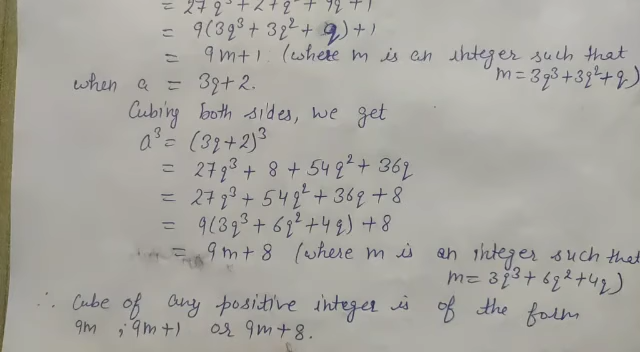 = 27q³ + 27q² + 9q + 1
= 9(3q³ + 3q² + q) + 1
= 9m+1 (where m is an integer such that
m = 3q³+3q²+q)
when a = 3q+2.
Cubing both sides, we get
a³ = (3q+2)³
= 27q³ + 8 + 54q² + 36q
= 27q³ + 54q² + 36q + 8
= 9(3q³ + 6q² + 4q) + 8
= 9m+8 (where m is an integer such that
m = 3q³ + 6q² + 4q)
∴ Cube of any positive integer is of the form
9m, 9m+1 or 9m+8.